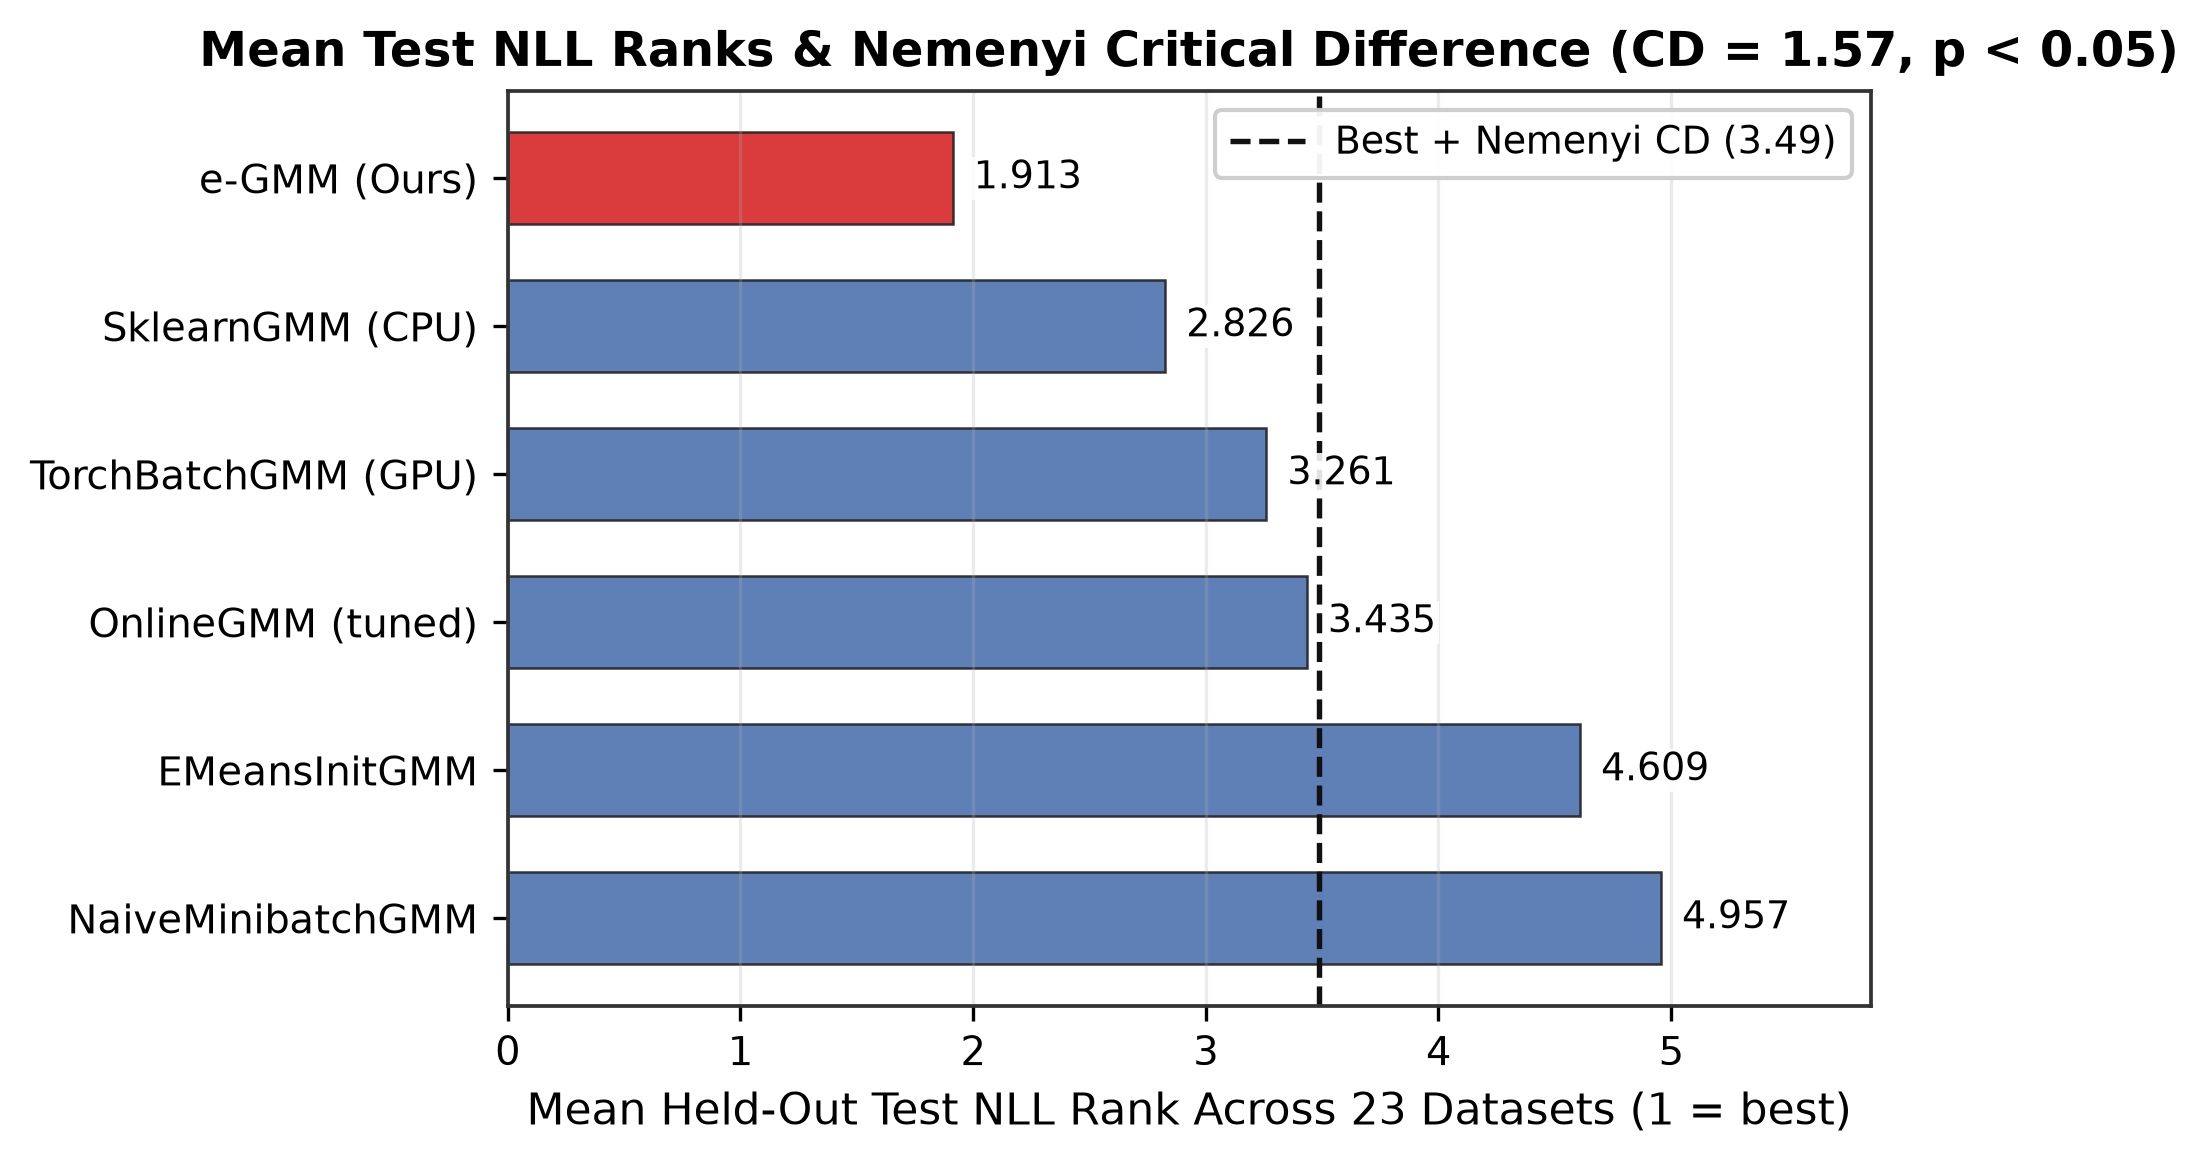 Mean Test NLL Ranks & Nemenyi Critical Difference (CD = 1.57, p < 0.05)
Best + Nemenyi CD (3.49)
e-GMM (Ours) 1.913
SklearnGMM (CPU) 2.826
TorchBatchGMM (GPU) 3.261
OnlineGMM (tuned) 3.435
EMeansInitGMM 4.609
NaiveMinibatchGMM 4.957
0 1 2 3 4 5
Mean Held-Out Test NLL Rank Across 23 Datasets (1 = best)